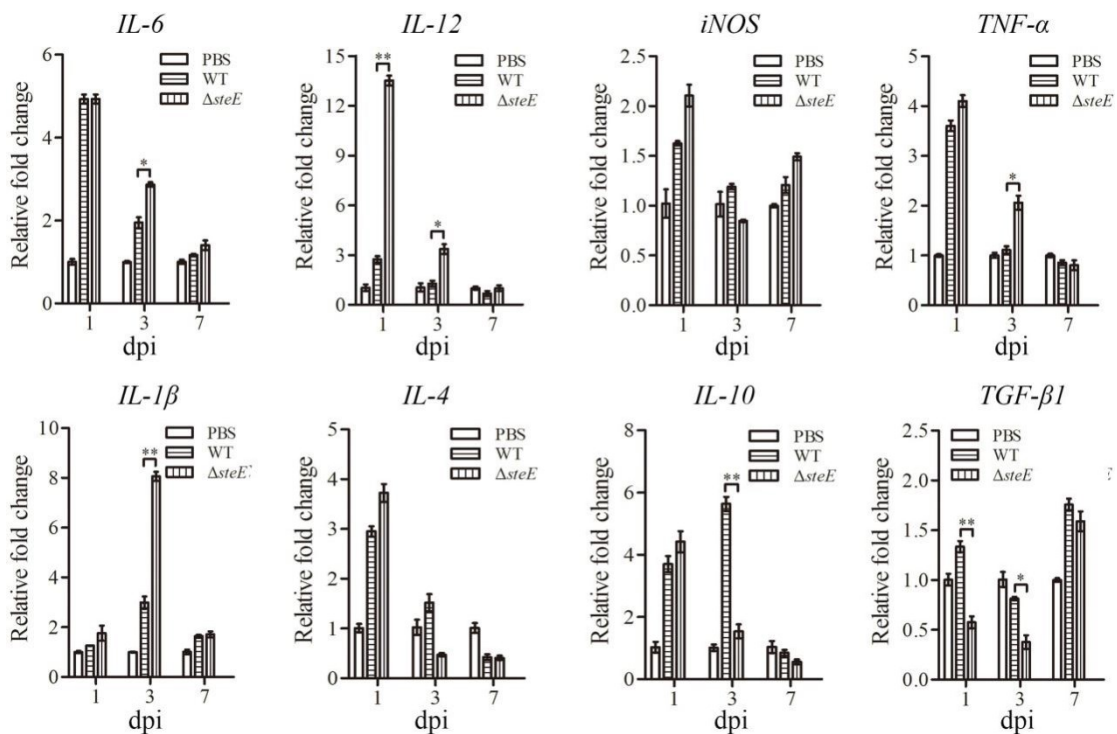 IL-6
Relative fold change
6
4
2
0
PBS
WT
ΔsteE
*
1 3 7
dpi
IL-12
Relative fold change
15
12
9
6
3
0
PBS
WT
ΔsteE
**
*
1 3 7
dpi
iNOS
Relative fold change
2.5
2.0
1.5
1.0
0.5
0.0
PBS
WT
ΔsteE
1 3 7
dpi
TNF-α
Relative fold change
5
4
3
2
1
0
PBS
WT
ΔsteE
*
1 3 7
dpi
IL-1β
Relative fold change
10
8
6
4
2
0
PBS
WT
ΔsteE
**
1 3 7
dpi
IL-4
Relative fold change
5
4
3
2
1
0
PBS
WT
ΔsteE
1 3 7
dpi
IL-10
Relative fold change
8
6
4
2
0
PBS
WT
ΔsteE
**
1 3 7
dpi
TGF-β1
Relative fold change
2.5
2.0
1.5
1.0
0.5
0.0
PBS
WT
ΔsteE
**
*
1 3 7
dpi